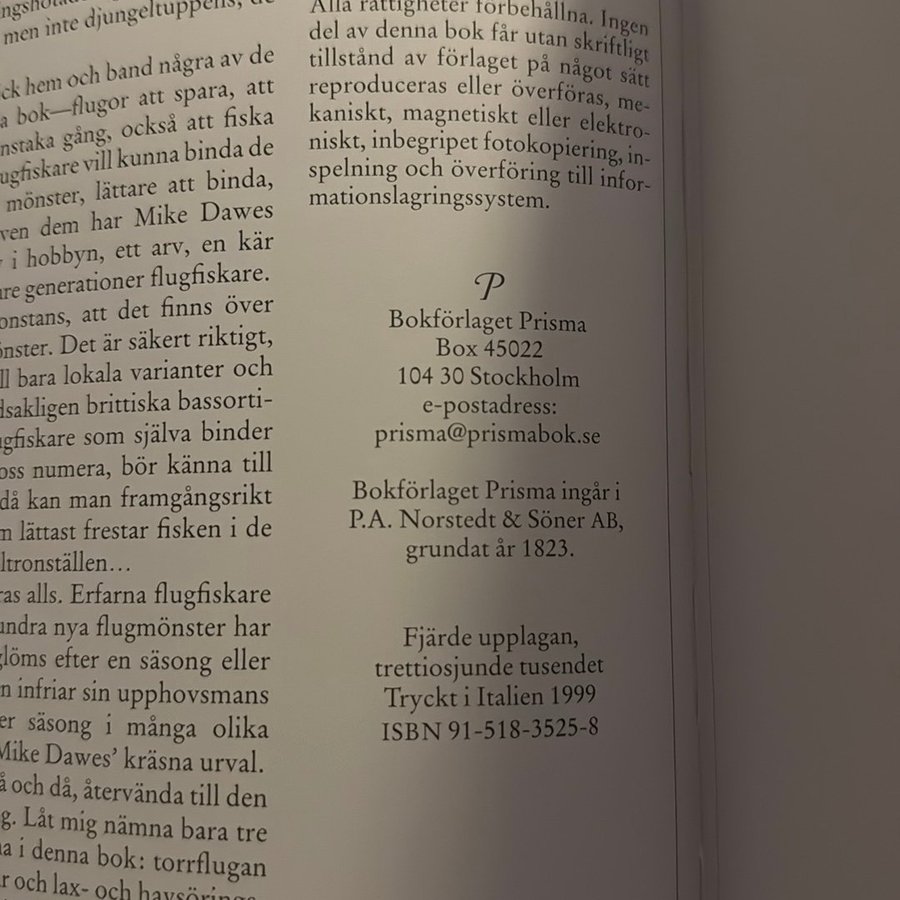 men inte djungeltuppens, de
ck hem och band några av de
a bok—flugor att spara, att
nstaka gång, också att fiska
ugfiskare vill kunna binda de
mönster, lättare att binda,
ven dem har Mike Dawes
i hobbyn, ett arv, en kär
are generationer flugfiskare.
onstans, att det finns över
önster. Det är säkert riktigt,
ll bara lokala varianter och
dsakligen brittiska bassorti-
ugfiskare som själva binder
oss numera, bör känna till
då kan man framgångsrikt
m lättast frestar fisken i de
ltronställen...
ras alls. Erfarna flugfiskare
undra nya flugmönster har
glöms efter en säsong eller
n infriar sin upphovsmans
er säsong i många olika
Mike Dawes' kräsna urval.
å och då, återvända till den
g. Låt mig nämna bara tre
na i denna bok: torrflugan
r och lax- och havsörings-
Alla rättigheter förbehållna. Ingen
del av denna bok får utan skriftligt
tillstånd av förlaget på något sätt
reproduceras eller överföras, me-
kaniskt, magnetiskt eller elektro-
niskt, inbegripet fotokopiering, in-
spelning och överföring till infor-
mationslagringssystem.
P
Bokförlaget Prisma
Box 45022
104 30 Stockholm
e-postadress:
prisma@prismabok.se
Bokförlaget Prisma ingår i
P.A. Norstedt & Söner AB,
grundat år 1823.
Fjärde upplagan,
trettiosjunde tusendet
Tryckt i Italien 1999
ISBN 91-518-3525-8